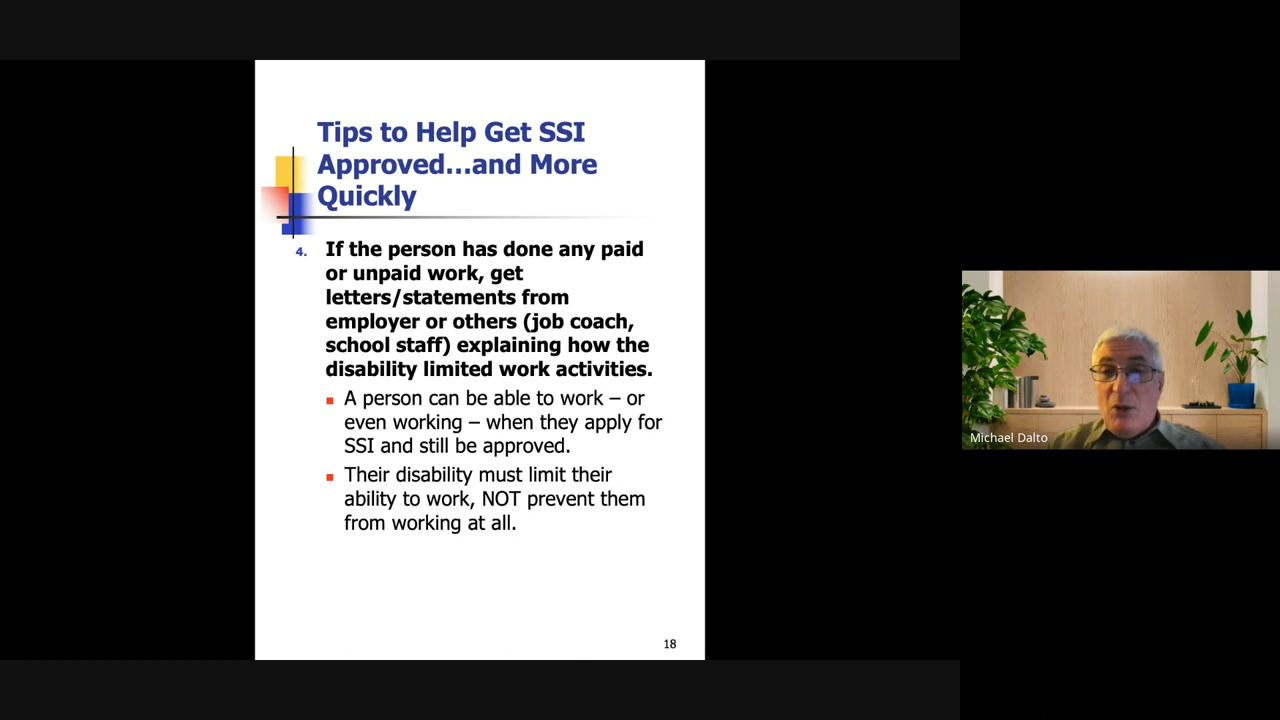 Tips to Help Get SSI
Approved...and More
Quickly
4. If the person has done any paid
or unpaid work, get
letters/statements from
employer or others (job coach,
school staff) explaining how the
disability limited work activities.
A person can be able to work – or
even working – when they apply for
SSI and still be approved.
Their disability must limit their
ability to work, NOT prevent them
from working at all.
18
Michael Dalto